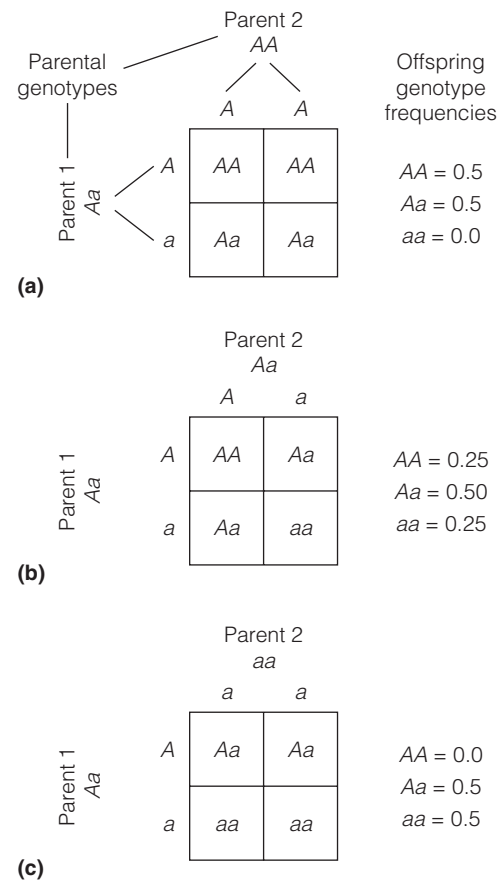 Parent 2
AA
Parental
genotypes
Offspring
genotype
frequencies
A A
Parent 1
Aa
A AA AA
a Aa Aa
AA = 0.5
Aa = 0.5
aa = 0.0
(a)
Parent 2
Aa
A a
Parent 1
Aa
A AA Aa
a Aa aa
AA = 0.25
Aa = 0.50
aa = 0.25
(b)
Parent 2
aa
a a
Parent 1
Aa
A Aa Aa
a aa aa
AA = 0.0
Aa = 0.5
aa = 0.5
(c)